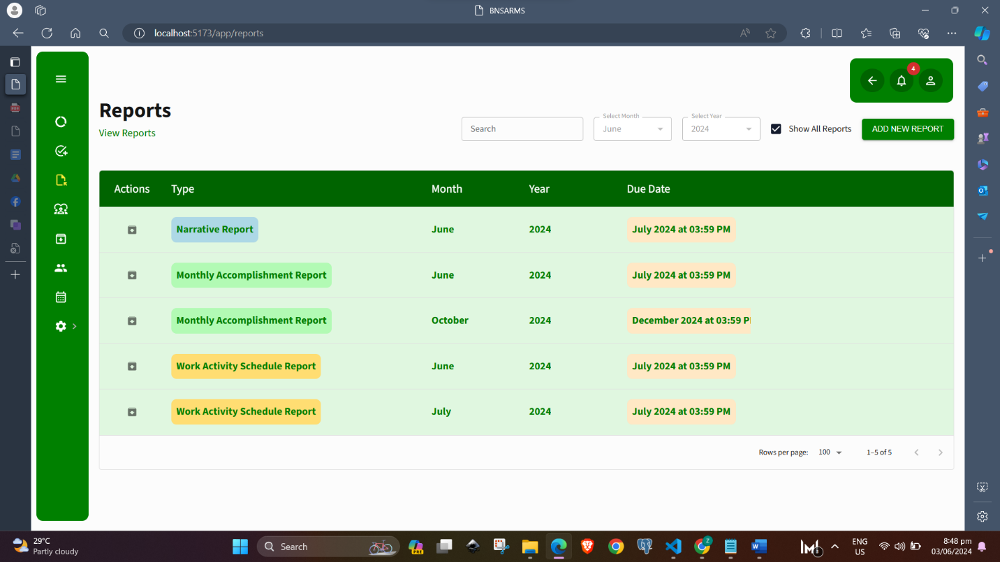 BNSARMS
localhost:5173/app/reports
4
Reports
View Reports
Search
Select Month
June
Select Year
2024
Show All Reports
ADD NEW REPORT
Actions Type Month Year Due Date
Narrative Report June 2024 July 2024 at 03:59 PM
Monthly Accomplishment Report June 2024 July 2024 at 03:59 PM
Monthly Accomplishment Report October 2024 December 2024 at 03:59 P
Work Activity Schedule Report June 2024 July 2024 at 03:59 PM
Work Activity Schedule Report July 2024 July 2024 at 03:59 PM
Rows per page: 100 1–5 of 5
29°C
Partly cloudy
Search
PRE
ENG
US
8:48 pm
03/06/2024